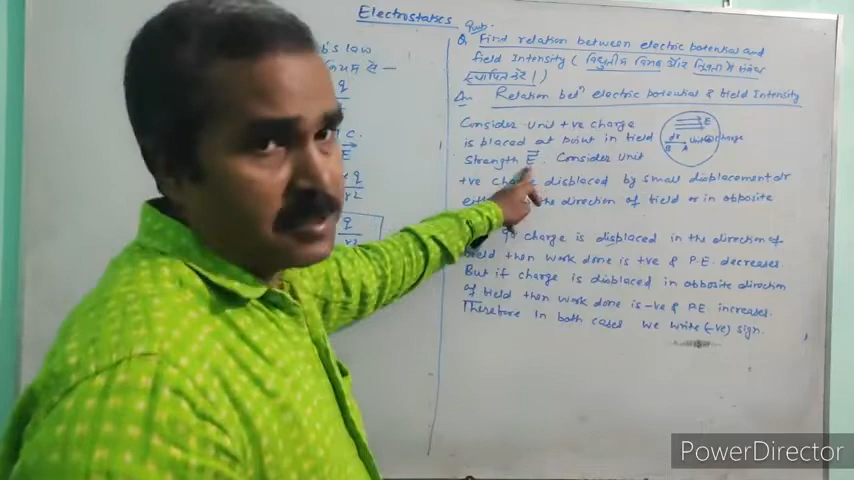 Electrostatics
b's law
q
C.
E
q
q
r2
Q Find relation between electric potential and
field Intensity ( विद्युतीय विभव और तीव्रता में संबंध
स्थापित करें । )
Relation betⁿ electric potential & field Intensity
Consider Unit +ve charge
is placed at point in field
Strength E. Consider Unit
+ve displaced by small displacement dr
the direction of field or in opposite
charge is displaced in the direction of
field then work done is +ve & P.E. decreases.
But if charge is displaced in opposite direction
of field then work done is -ve & P.E. increases.
Therefore in both cases we write (-ve) sign.
E
dr
B A Unit charge
PowerDirector